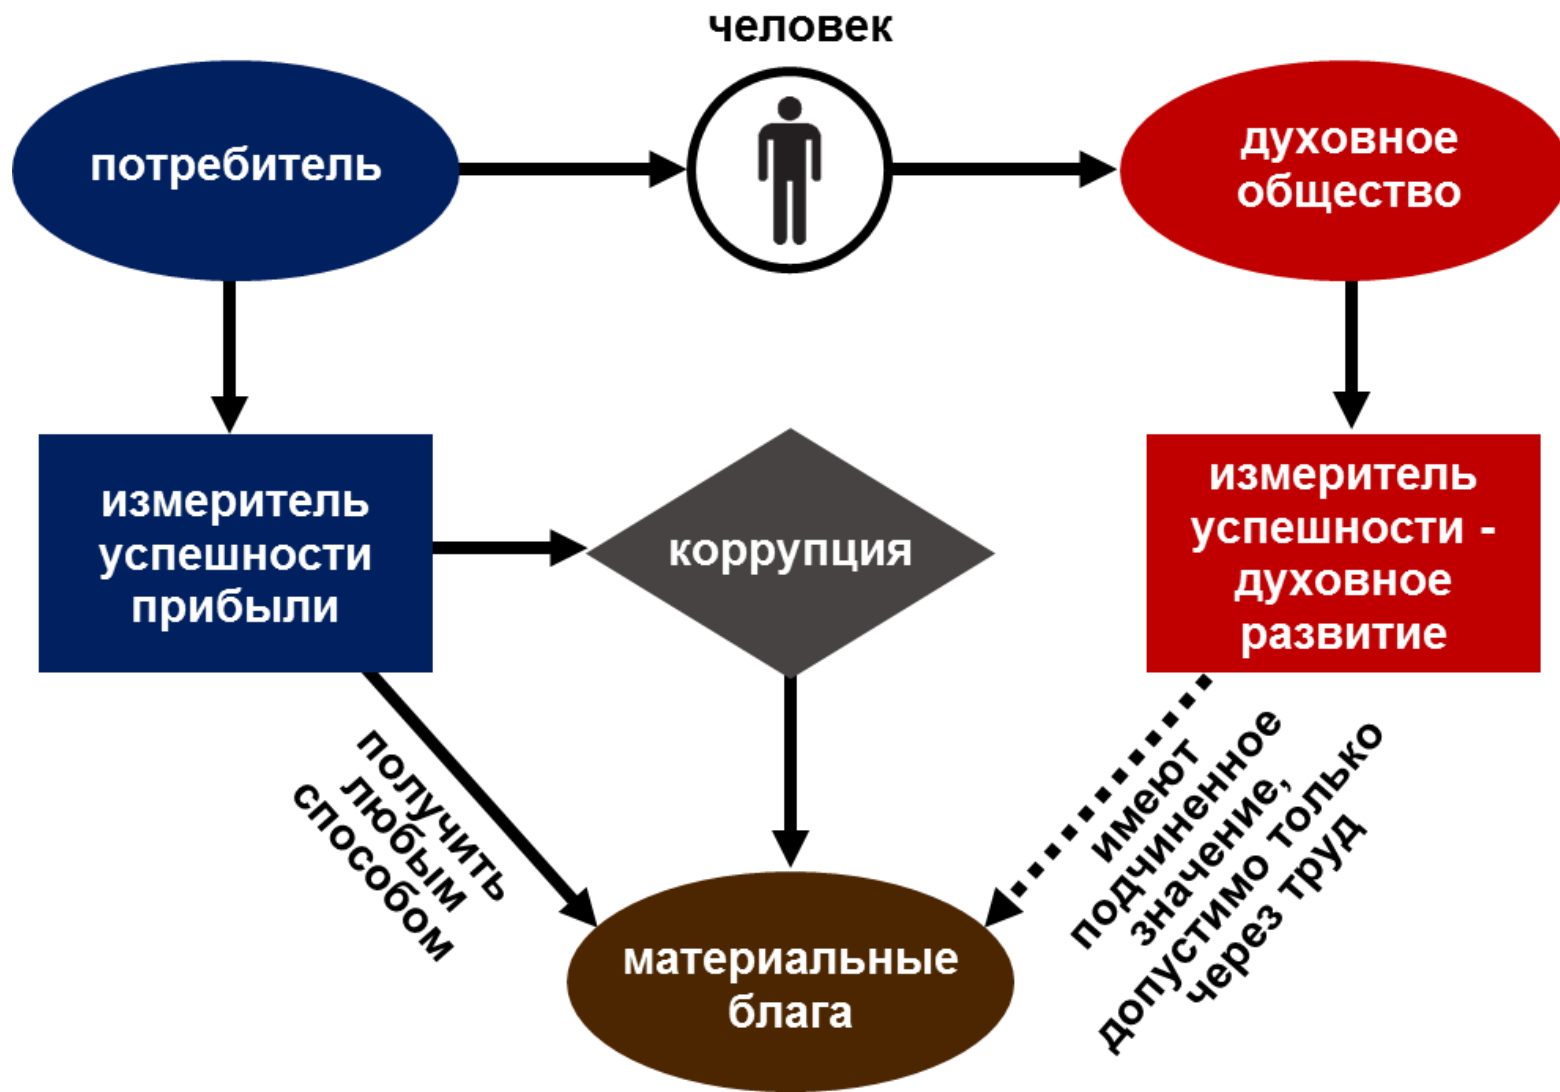 человек
потребитель
духовное
общество
измеритель
успешности
прибыли
коррупция
измеритель
успешности -
духовное
развитие
получить
любым
способом
имеют
подчиненное
значение,
допустимо только
через труд
материальные
блага